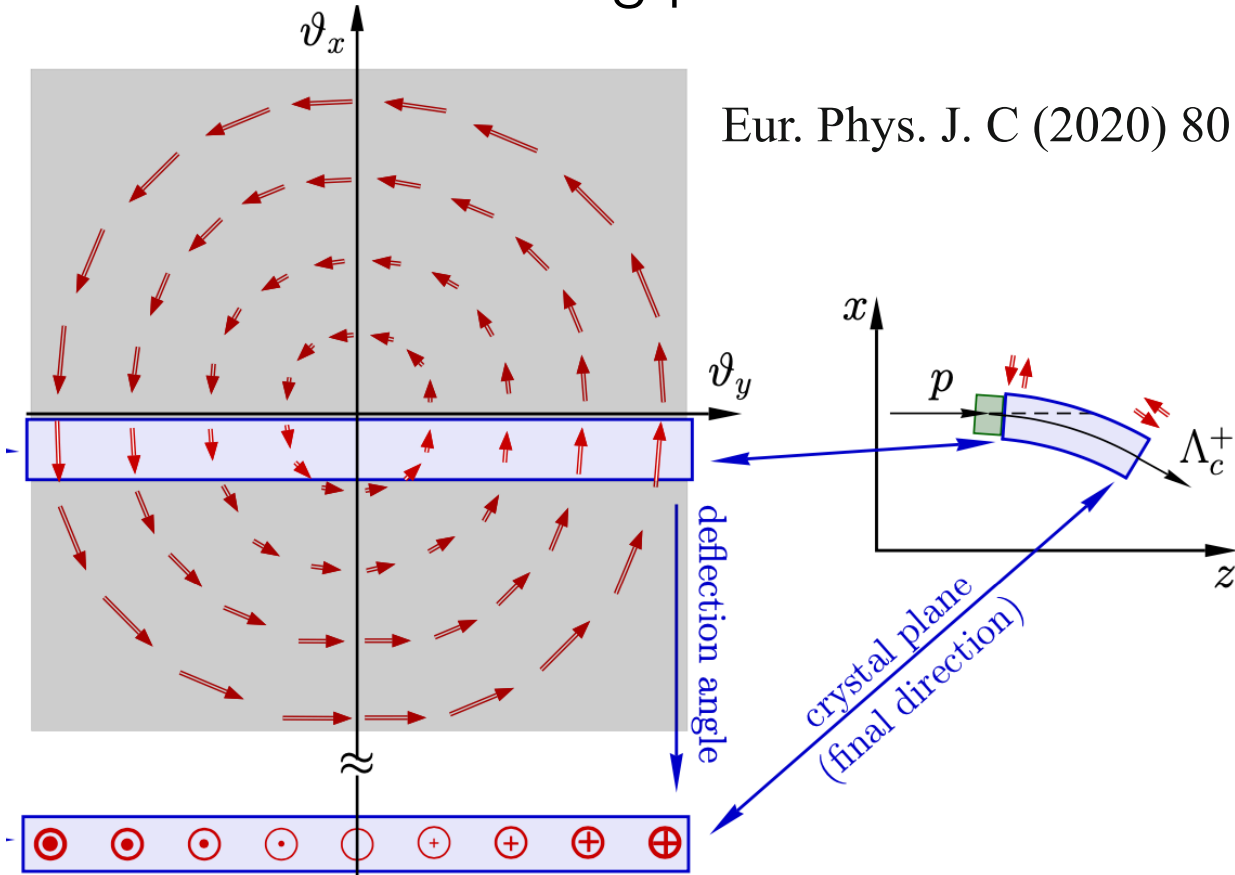 ϑx
Eur. Phys. J. C (2020) 80
x
p
ϑy
Λc+
z
deflection angle
crystal plane
(final direction)
≈